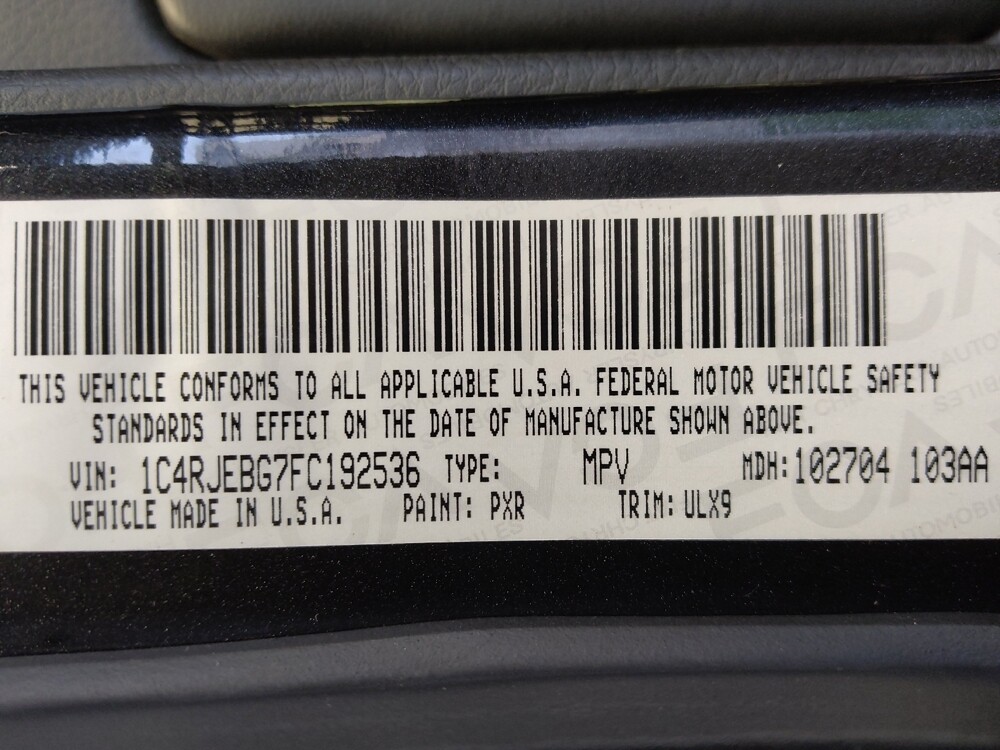 THIS VEHICLE CONFORMS TO ALL APPLICABLE U.S.A. FEDERAL MOTOR VEHICLE SAFETY
STANDARDS IN EFFECT ON THE DATE OF MANUFACTURE SHOWN ABOVE.
VIN: 1C4RJEBG7FC192536 TYPE: MPV MDH:102704 103AA
VEHICLE MADE IN U.S.A. PAINT: PXR TRIM: ULX9